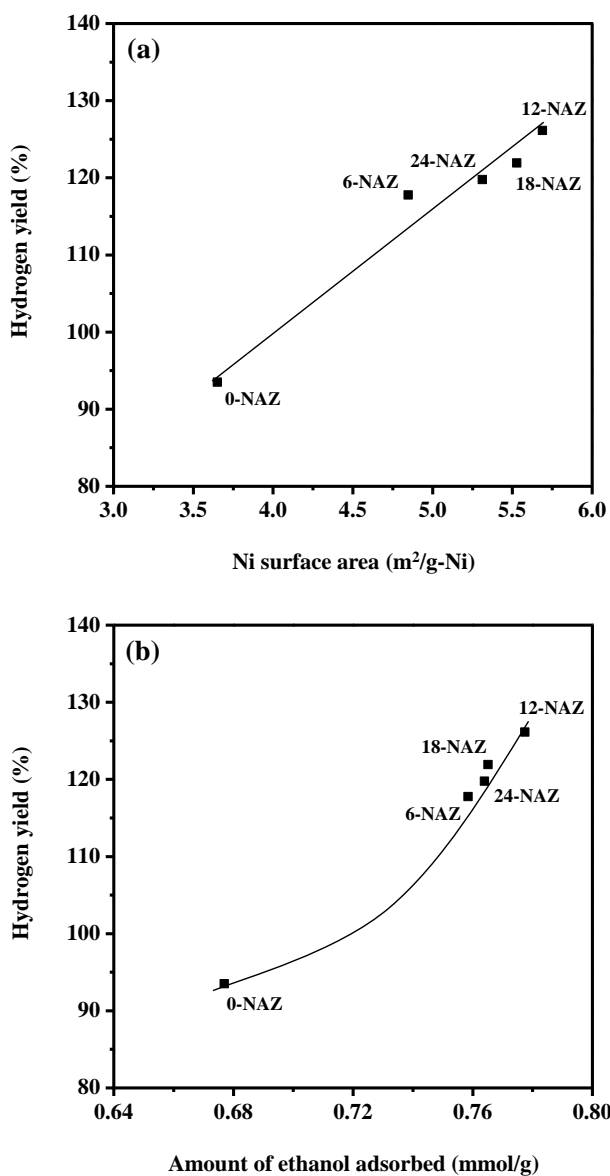 140
(a)
130
12-NAZ
24-NAZ
6-NAZ
18-NAZ
120
110
100
0-NAZ
90
80
Hydrogen yield (%)
3.0 3.5 4.0 4.5 5.0 5.5 6.0
Ni surface area (m²/g-Ni)
140
(b)
130
12-NAZ
18-NAZ
24-NAZ
6-NAZ
120
110
100
0-NAZ
90
80
Hydrogen yield (%)
0.64 0.68 0.72 0.76 0.80
Amount of ethanol adsorbed (mmol/g)